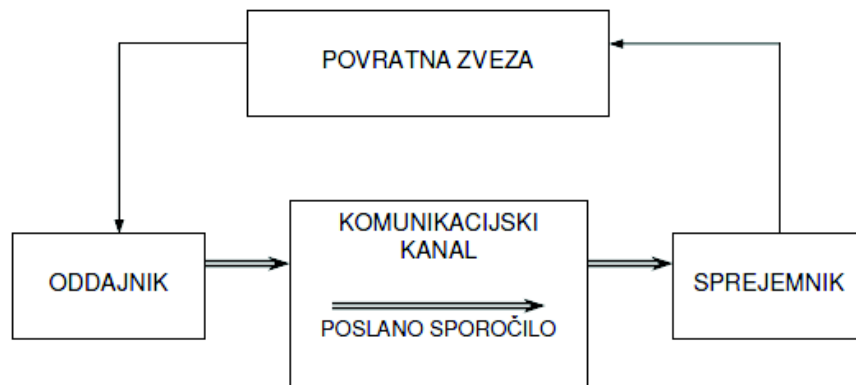 POVRATNA ZVEZA
KOMUNIKACIJSKI
KANAL
ODDAJNIK
SPREJEMNIK
POSLANO SPOROČILO